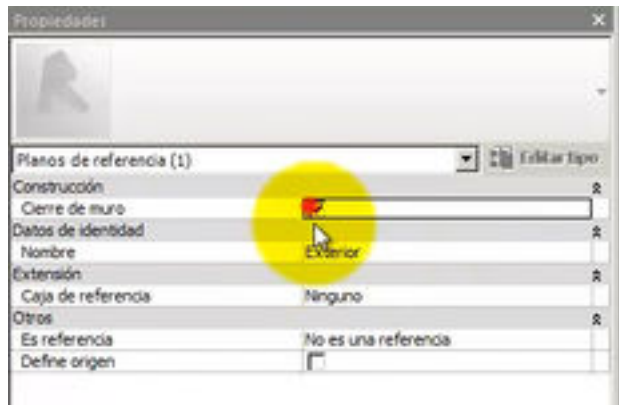 Propiedades
Planos de referencia (1) Editar tipo
Construcción
Cierre de muro
Datos de identidad
Nombre Exterior
Extensión
Caja de referencia Ninguno
Otros
Es referencia No es una referencia
Define origen